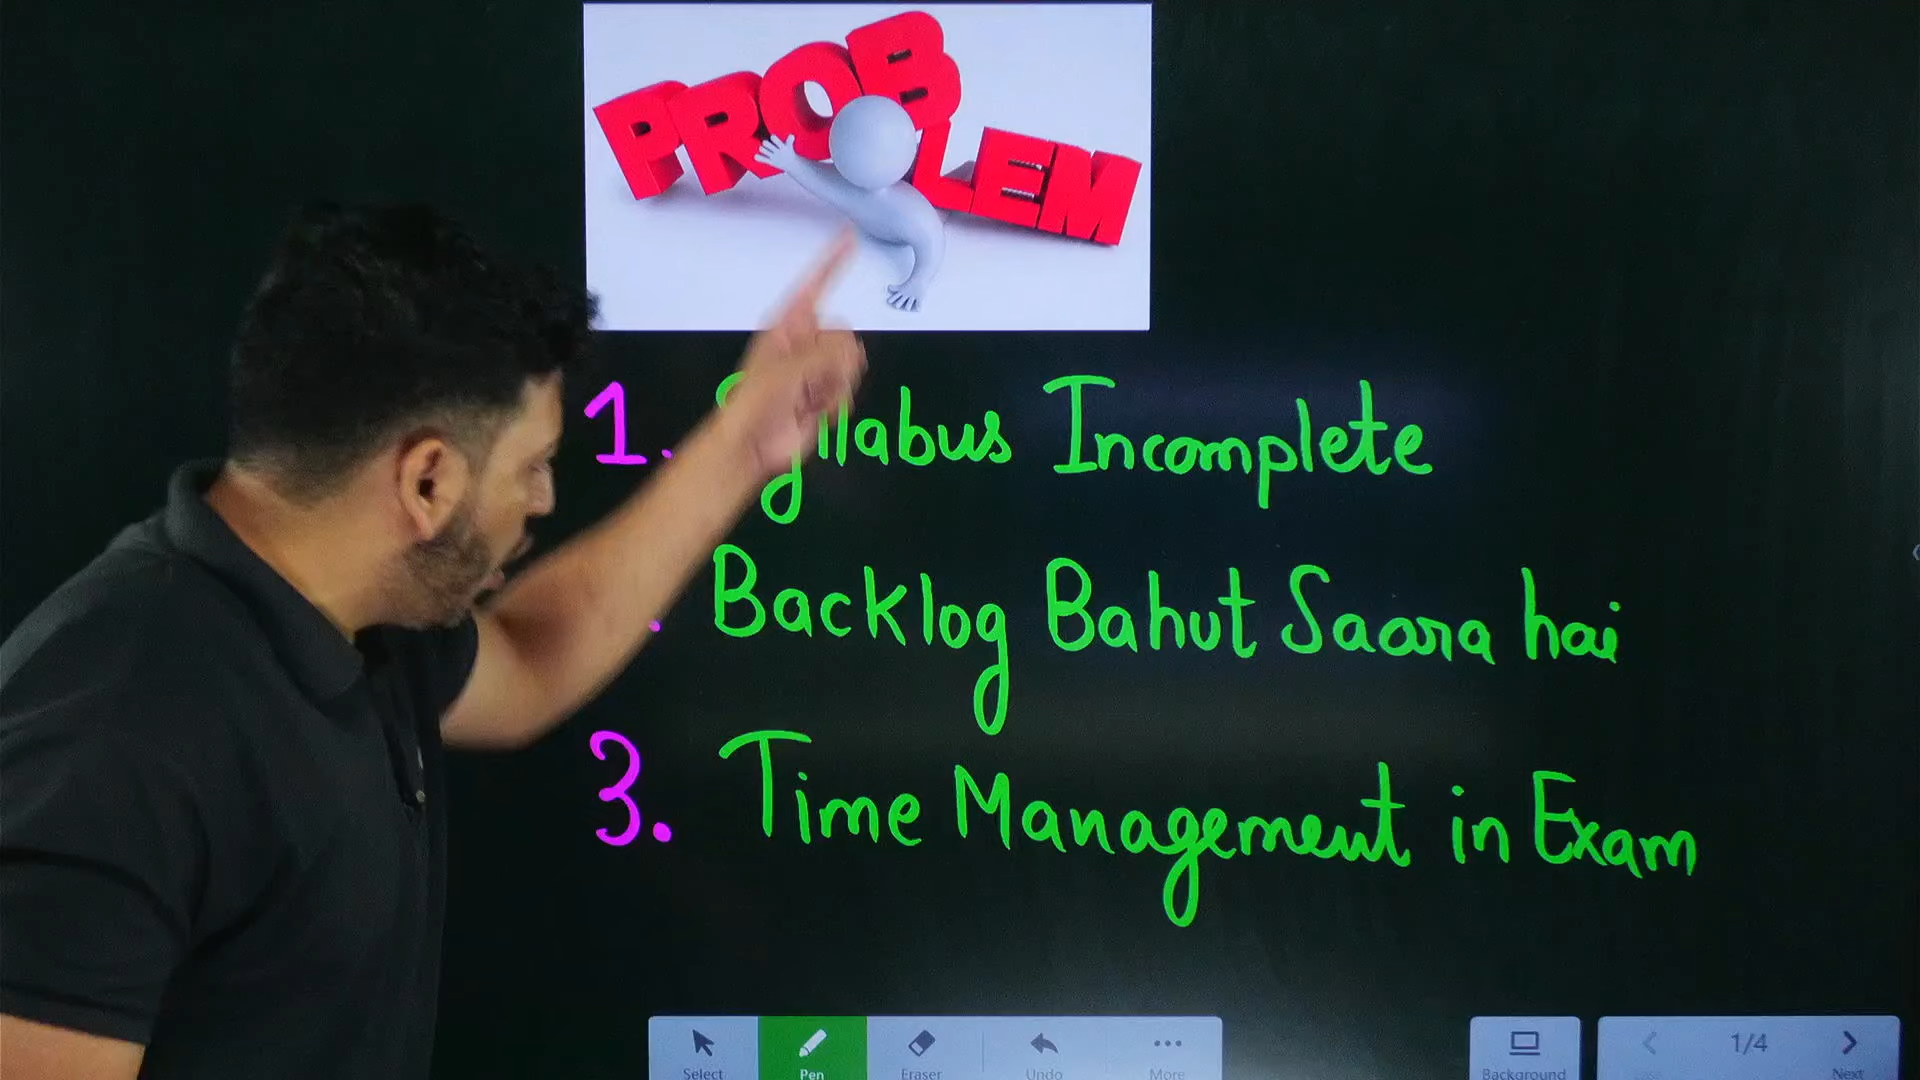 PROBLEM
1. Syllabus Incomplete
. Backlog Bahut Saara hai
3. Time Management in Exam
Select Pen Eraser Undo More Background 1/4 Next